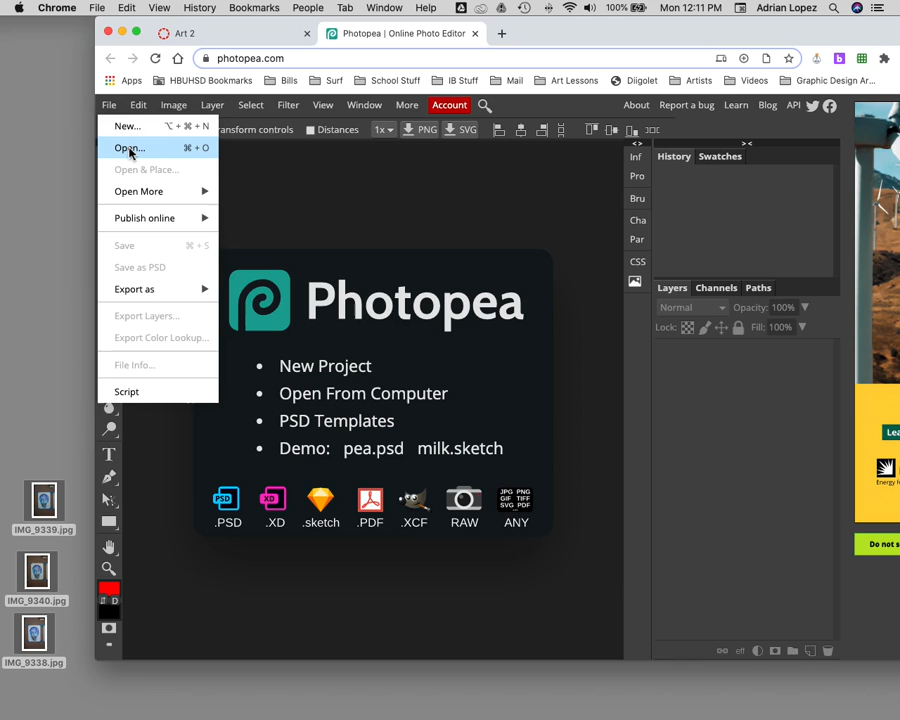 Chrome File Edit View History Bookmarks People Tab Window Help 100% Mon 12:11 PM Adrian Lopez
Art 2 Photopea | Online Photo Editor
photopea.com
Apps HBUHSD Bookmarks Bills Surf School Stuff IB Stuff Mail Art Lessons Diigolet Artists Videos Graphic Design Ar...
File Edit Image Layer Select Filter View Window More Account About Report a bug Learn Blog API
ransform controls Distances 1x PNG SVG
New... ⌥ + ⌘ + N
Open... ⌘ + O
Open & Place...
Open More
Publish online
Save ⌘ + S
Save as PSD
Export as
Export Layers...
Export Color Lookup...
File Info...
Script
Photopea
• New Project
• Open From Computer
• PSD Templates
• Demo: pea.psd milk.sketch
PSD XD PDF JPG PNG GIF TIFF SVG PDF
.PSD .XD .sketch .PDF .XCF RAW ANY
Inf
Pro
Bru
Cha
Par
CSS
History Swatches
Layers Channels Paths
Normal Opacity: 100%
Lock: Fill: 100%
T
D
eff
Lea
Energy f
Do not s
IMG_9339.jpg
IMG_9340.jpg
IMG_9338.jpg